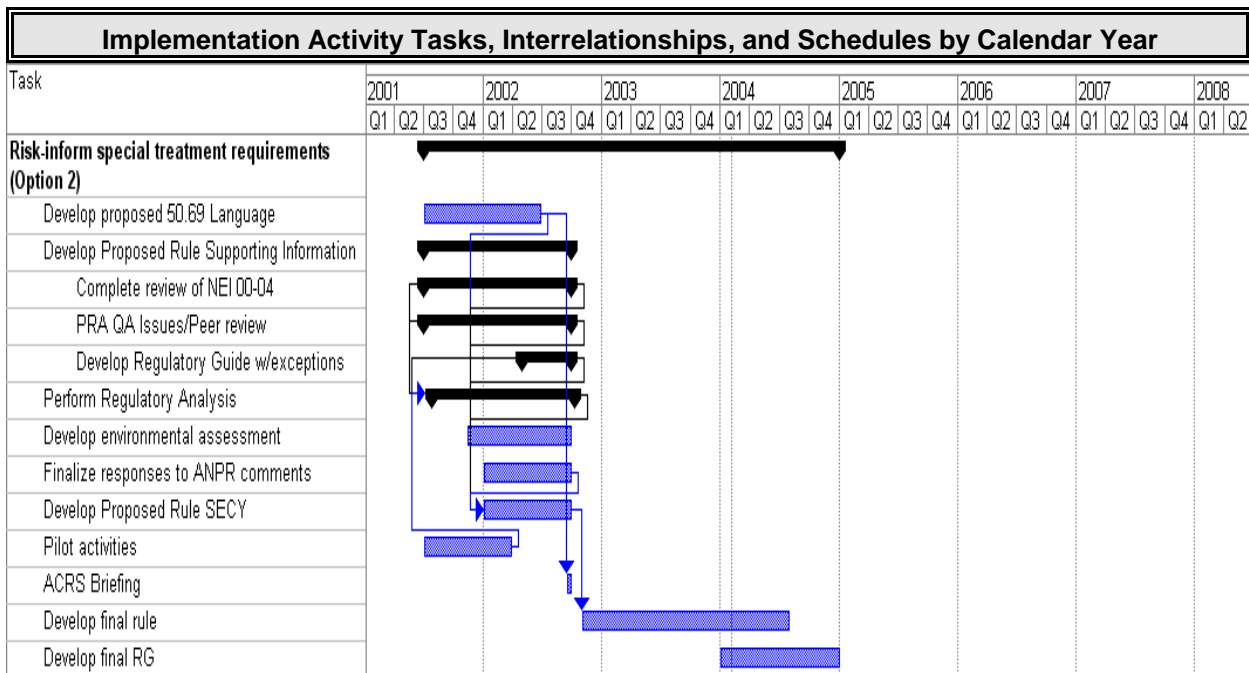 Implementation Activity Tasks, Interrelationships, and Schedules by Calendar Year
Task
2001 2002 2003 2004 2005 2006 2007 2008
Q1 Q2 Q3 Q4 Q1 Q2 Q3 Q4 Q1 Q2 Q3 Q4 Q1 Q2 Q3 Q4 Q1 Q2 Q3 Q4 Q1 Q2 Q3 Q4 Q1 Q2 Q3 Q4 Q1 Q2
Risk-inform special treatment requirements
(Option 2)
Develop proposed 50.69 Language
Develop Proposed Rule Supporting Information
Complete review of NEI 00-04
PRA QA Issues/Peer review
Develop Regulatory Guide w/exceptions
Perform Regulatory Analysis
Develop environmental assessment
Finalize responses to ANPR comments
Develop Proposed Rule SECY
Pilot activities
ACRS Briefing
Develop final rule
Develop final RG